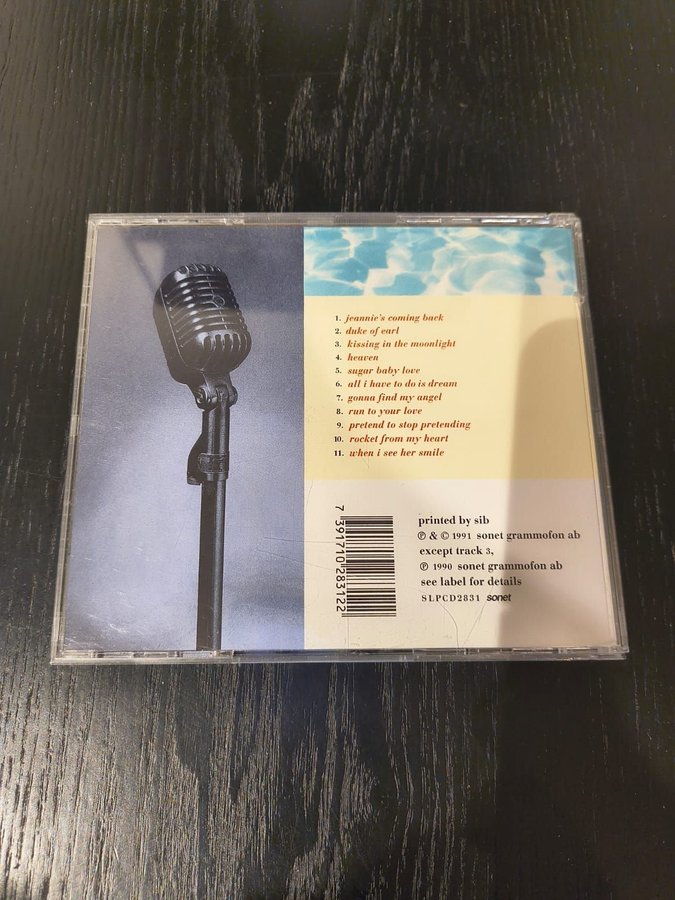 1. jeannie's coming back
2. duke of earl
3. kissing in the moonlight
4. heaven
5. sugar baby love
6. all i have to do is dream
7. gonna find my angel
8. run to your love
9. pretend to stop pretending
10. rocket from my heart
11. when i see her smile
7 391710 283122
printed by sib
℗ & © 1991 sonet grammofon ab
except track 3,
℗ 1990 sonet grammofon ab
see label for details
SLPCD2831 sonet